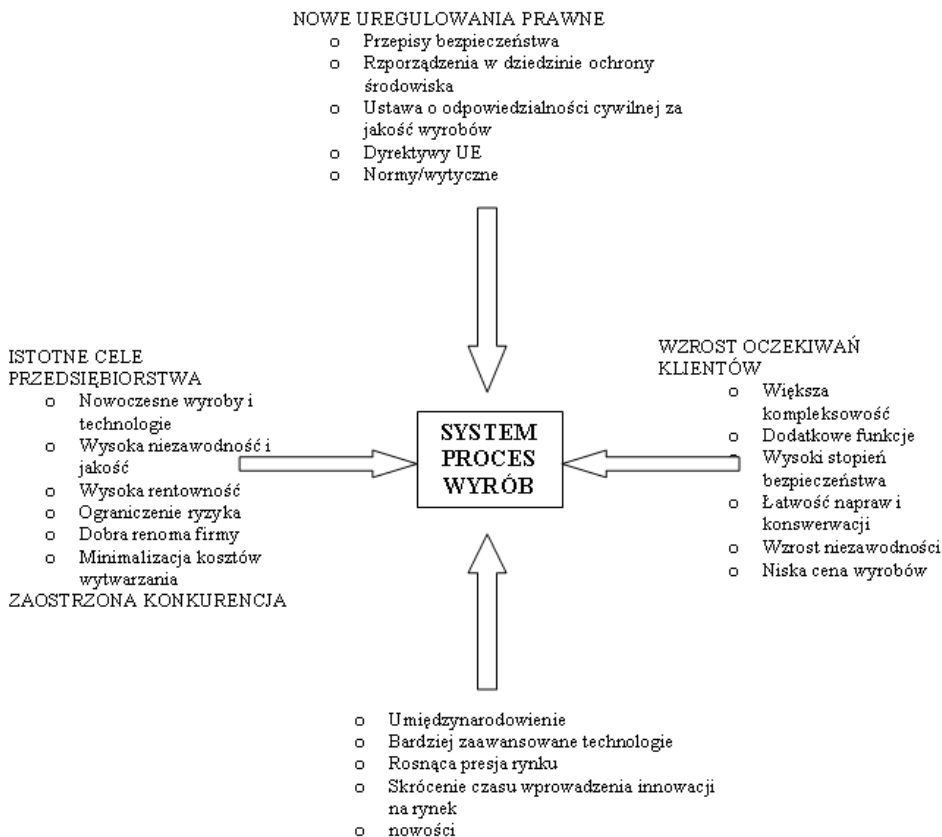 NOWE UREGULOWANIA PRAWNE
o Przepisy bezpieczeństwa
o Rzporządzenia w dziedzinie ochrony
środowiska
o Ustawa o odpowiedzialności cywilnej za
jakość wyrobów
o Dyrektywy UE
o Normy/wytyczne
ISTOTNE CELE
PRZEDSIĘBIORSTWA
o Nowoczesne wyroby i
technologie
o Wysoka niezawodność i
jakość
o Wysoka rentowność
o Ograniczenie ryzyka
o Dobra renoma firmy
o Minimalizacja kosztów
wytwarzania
ZAOSTRZONA KONKURENCJA
SYSTEM
PROCES
WYRÓB
WZROST OCZEKIWAŃ
KLIENTÓW
o Większa
kompleksowość
o Dodatkowe funkcje
Wysoki stopień
bezpieczeństwa
o Łatwość napraw i
konswerwacji
o Wzrost niezawodności
o Niska cena wyrobów
o Umiędzynarodowienie
o Bardziej zaawansowane technologie
o Rosnąca presja rynku
o Skrócenie czasu wprowadzenia innowacji
na rynek
o nowości